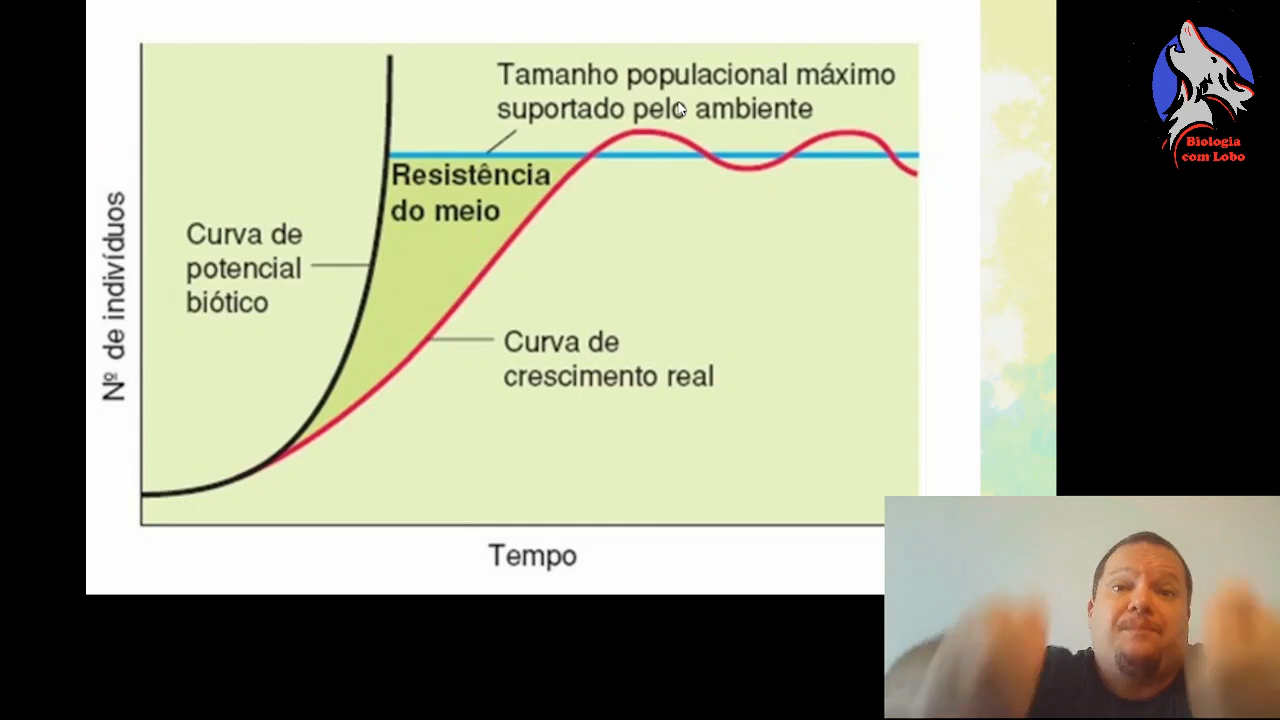 Tamanho populacional máximo
suportado pelo ambiente
Resistência
do meio
Curva de
potencial
biótico
Curva de
crescimento real
Nº de indivíduos
Tempo
Biologia
com Lobo